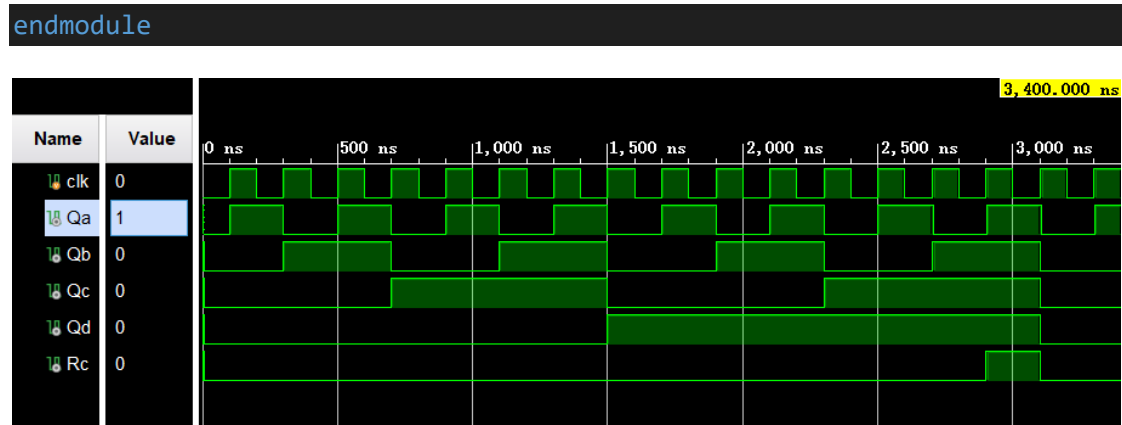 endmodule
3,400.000 ns
Name Value
0 ns 500 ns 1,000 ns 1,500 ns 2,000 ns 2,500 ns 3,000 ns
clk 0
Qa 1
Qb 0
Qc 0
Qd 0
Rc 0